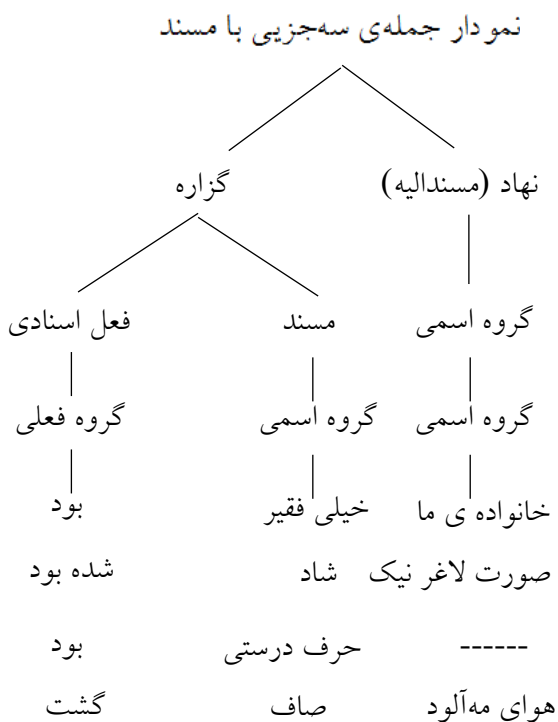 نمودار جمله‌ی سه‌جزیی با مسند
نهاد (مسندالیه) گزاره
گروه اسمی مسند فعل اسنادی
گروه اسمی گروه اسمی گروه فعلی
خانواده ی ما خیلی فقیر بود
صورت لاغر نیک شاد شده بود
------ حرف درستی بود
هوای مه‌آلود صاف گشت